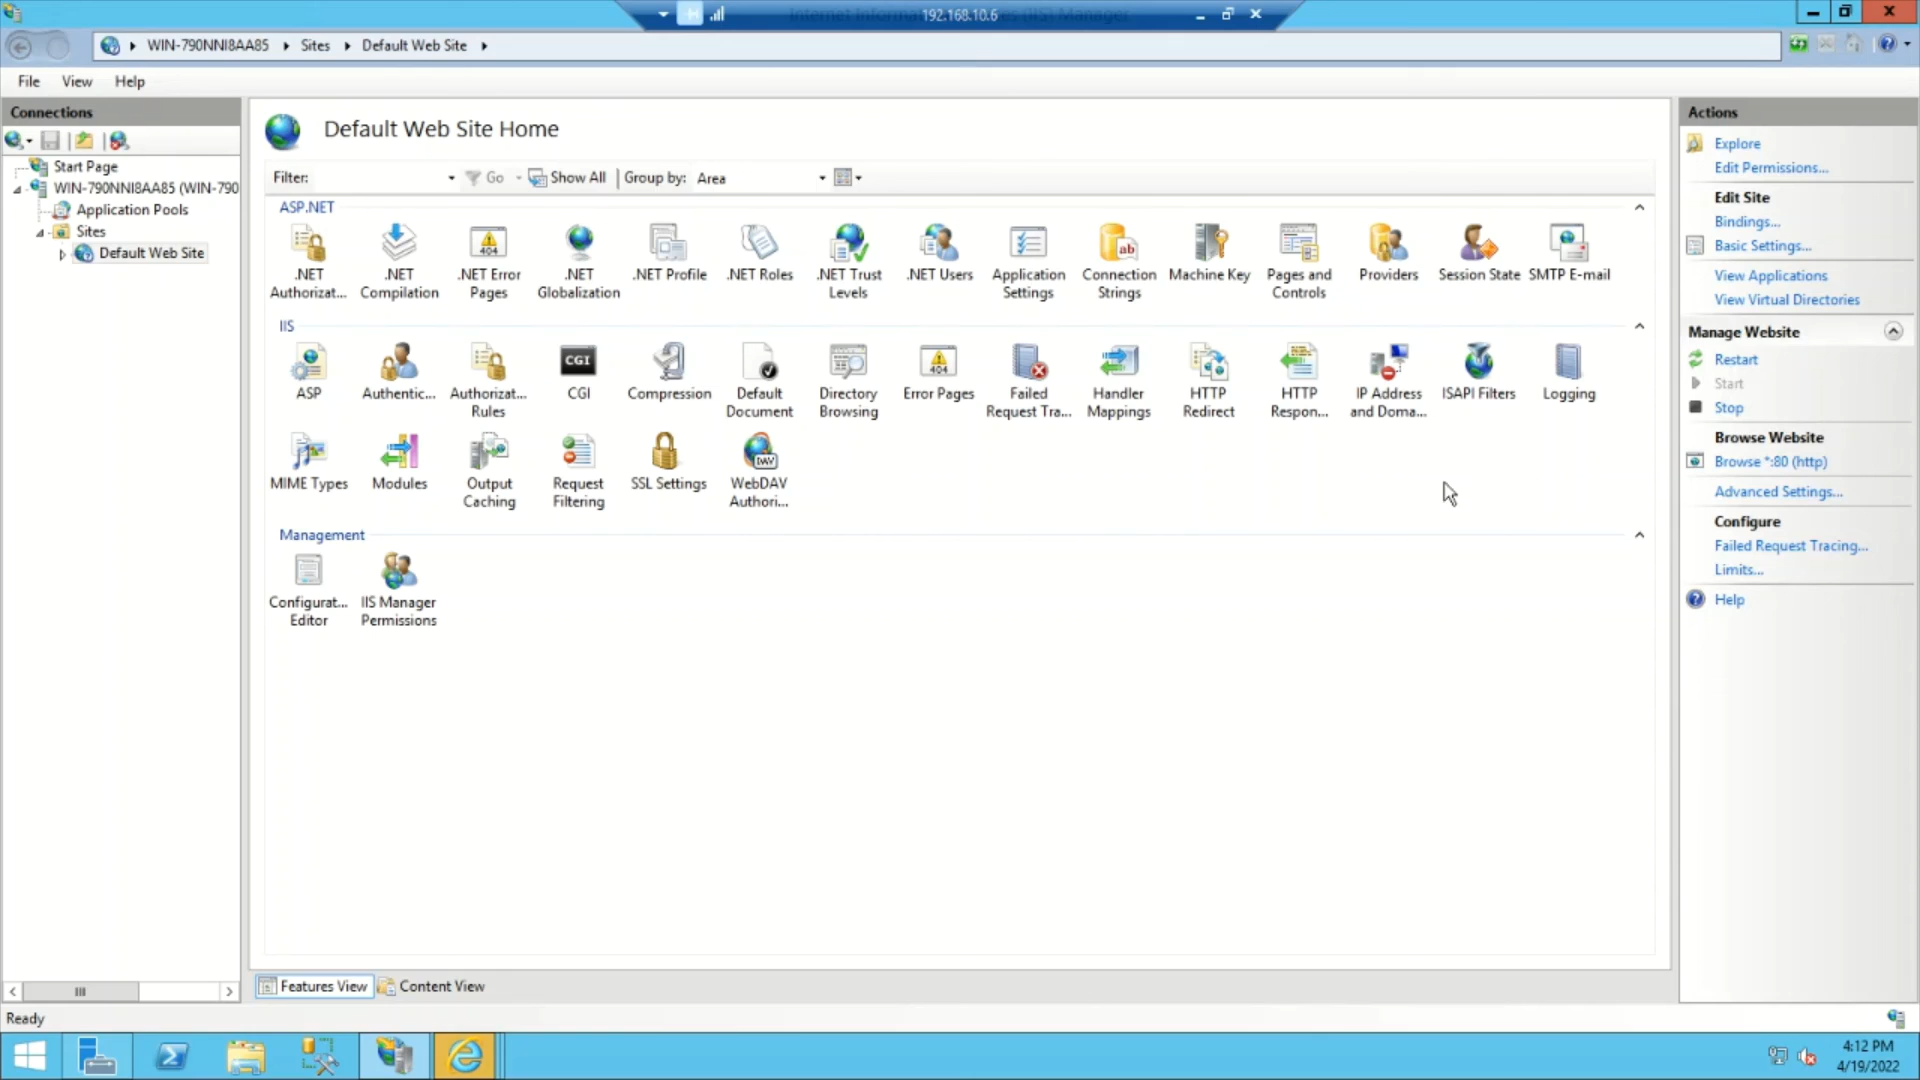 192.168.10.6
WIN-790NNI8AA85 Sites Default Web Site
File View Help
Connections
Start Page
WIN-790NNI8AA85 (WIN-790
Application Pools
Sites
Default Web Site
Default Web Site Home
Filter: Go Show All Group by: Area
ASP.NET
.NET Authorizat...
.NET Compilation
.NET Error Pages
.NET Globalization
.NET Profile
.NET Roles
.NET Trust Levels
.NET Users
Application Settings
Connection Strings
Machine Key
Pages and Controls
Providers
Session State
SMTP E-mail
IIS
ASP
Authentic...
Authorizat... Rules
CGI
CGI
Compression
Default Document
Directory Browsing
404
Error Pages
Failed Request Tra...
Handler Mappings
HTTP Redirect
HTTP Respon...
IP Address and Doma...
ISAPI Filters
Logging
MIME Types
Modules
Output Caching
Request Filtering
SSL Settings
DAV
WebDAV Authori...
Management
Configurat... Editor
IIS Manager Permissions
Features View Content View
Actions
Explore
Edit Permissions...
Edit Site
Bindings...
Basic Settings...
View Applications
View Virtual Directories
Manage Website
Restart
Start
Stop
Browse Website
Browse *:80 (http)
Advanced Settings...
Configure
Failed Request Tracing...
Limits...
Help
Ready
4:12 PM
4/19/2022